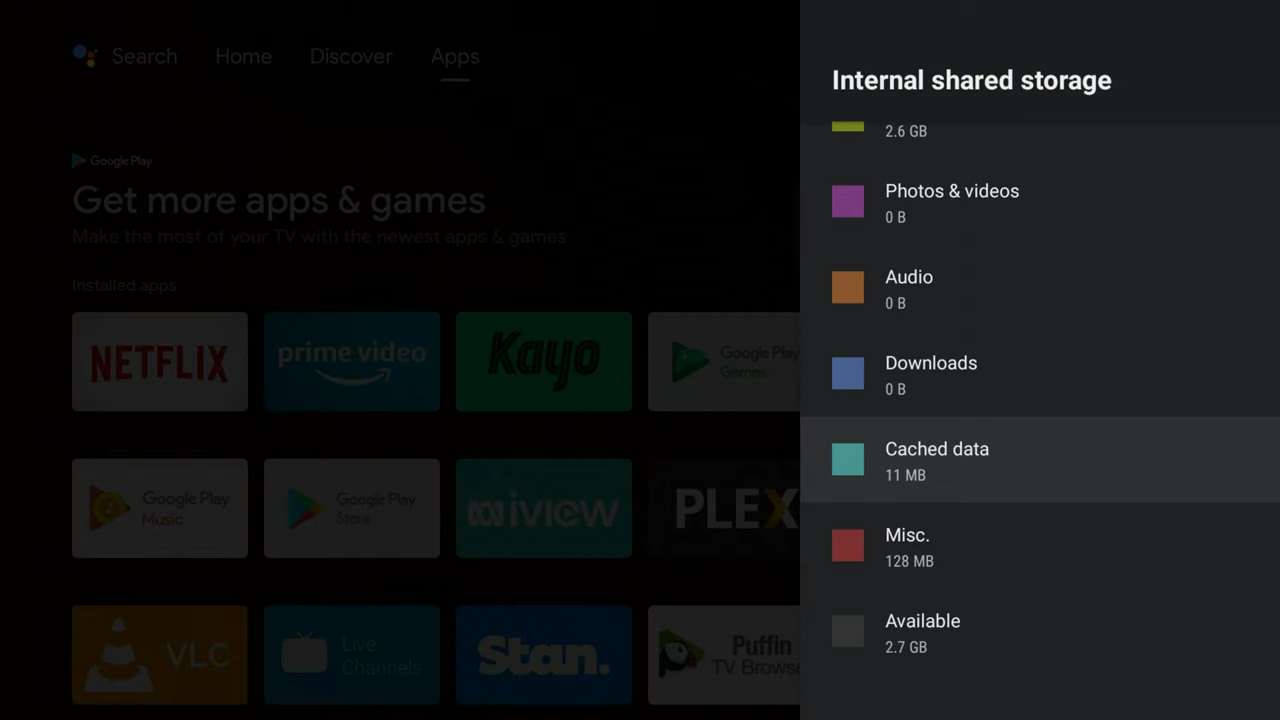 Search Home Discover Apps
Google Play
Get more apps & games
Make the most of your TV with the newest apps & games
Installed apps
NETFLIX
prime video
Kayo
Google Play
Games
Google Play
Music
Google Play
Store
iview
PLEX
VLC
Live
Channels
Stan.
Puffin
TV Browse
Internal shared storage
2.6 GB
Photos & videos
0 B
Audio
0 B
Downloads
0 B
Cached data
11 MB
Misc.
128 MB
Available
2.7 GB